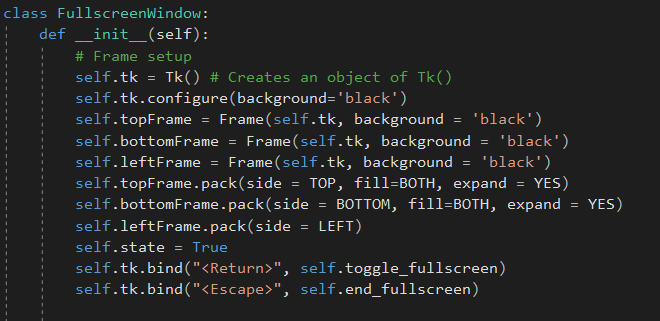 class FullscreenWindow:
    def __init__(self):
        # Frame setup
        self.tk = Tk() # Creates an object of Tk()
        self.tk.configure(background='black')
        self.topFrame = Frame(self.tk, background = 'black')
        self.bottomFrame = Frame(self.tk, background = 'black')
        self.leftFrame = Frame(self.tk, background = 'black')
        self.topFrame.pack(side = TOP, fill=BOTH, expand = YES)
        self.bottomFrame.pack(side = BOTTOM, fill=BOTH, expand = YES)
        self.leftFrame.pack(side = LEFT)
        self.state = True
        self.tk.bind("<Return>", self.toggle_fullscreen)
        self.tk.bind("<Escape>", self.end_fullscreen)